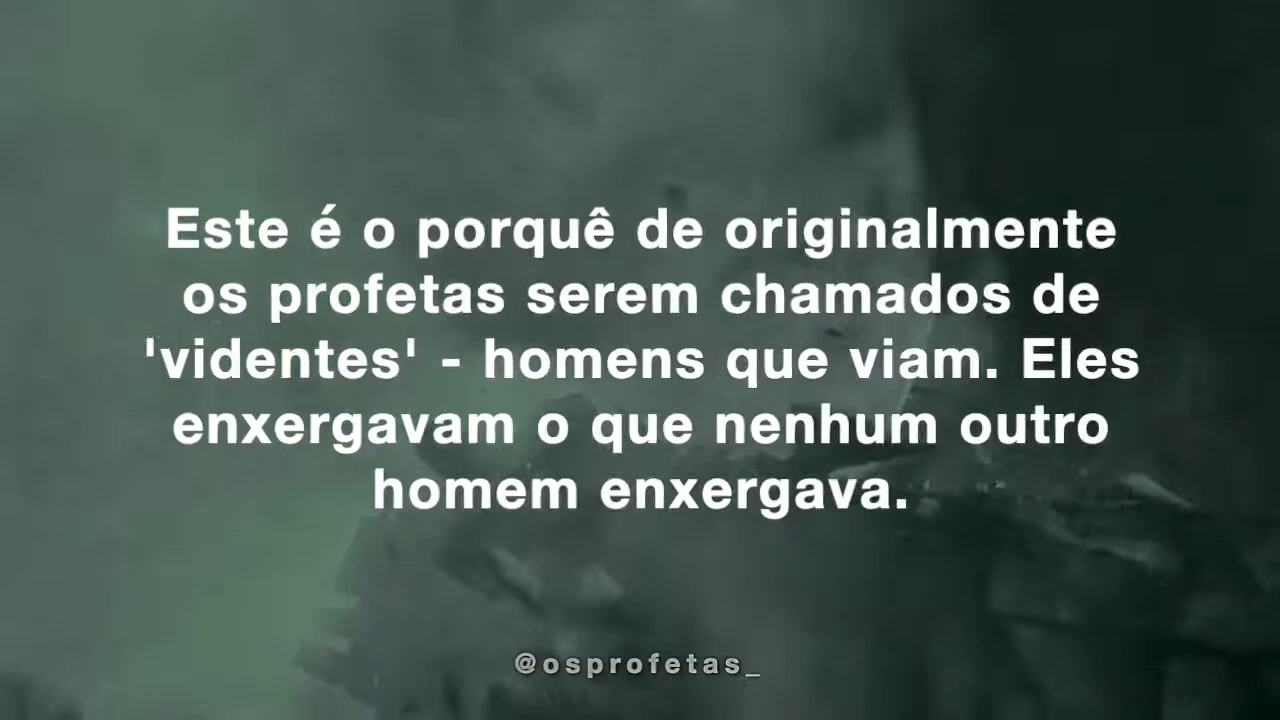 Este é o porquê de originalmente
os profetas serem chamados de
'videntes' - homens que viam. Eles
enxergavam o que nenhum outro
homem enxergava.
@osprofetas_